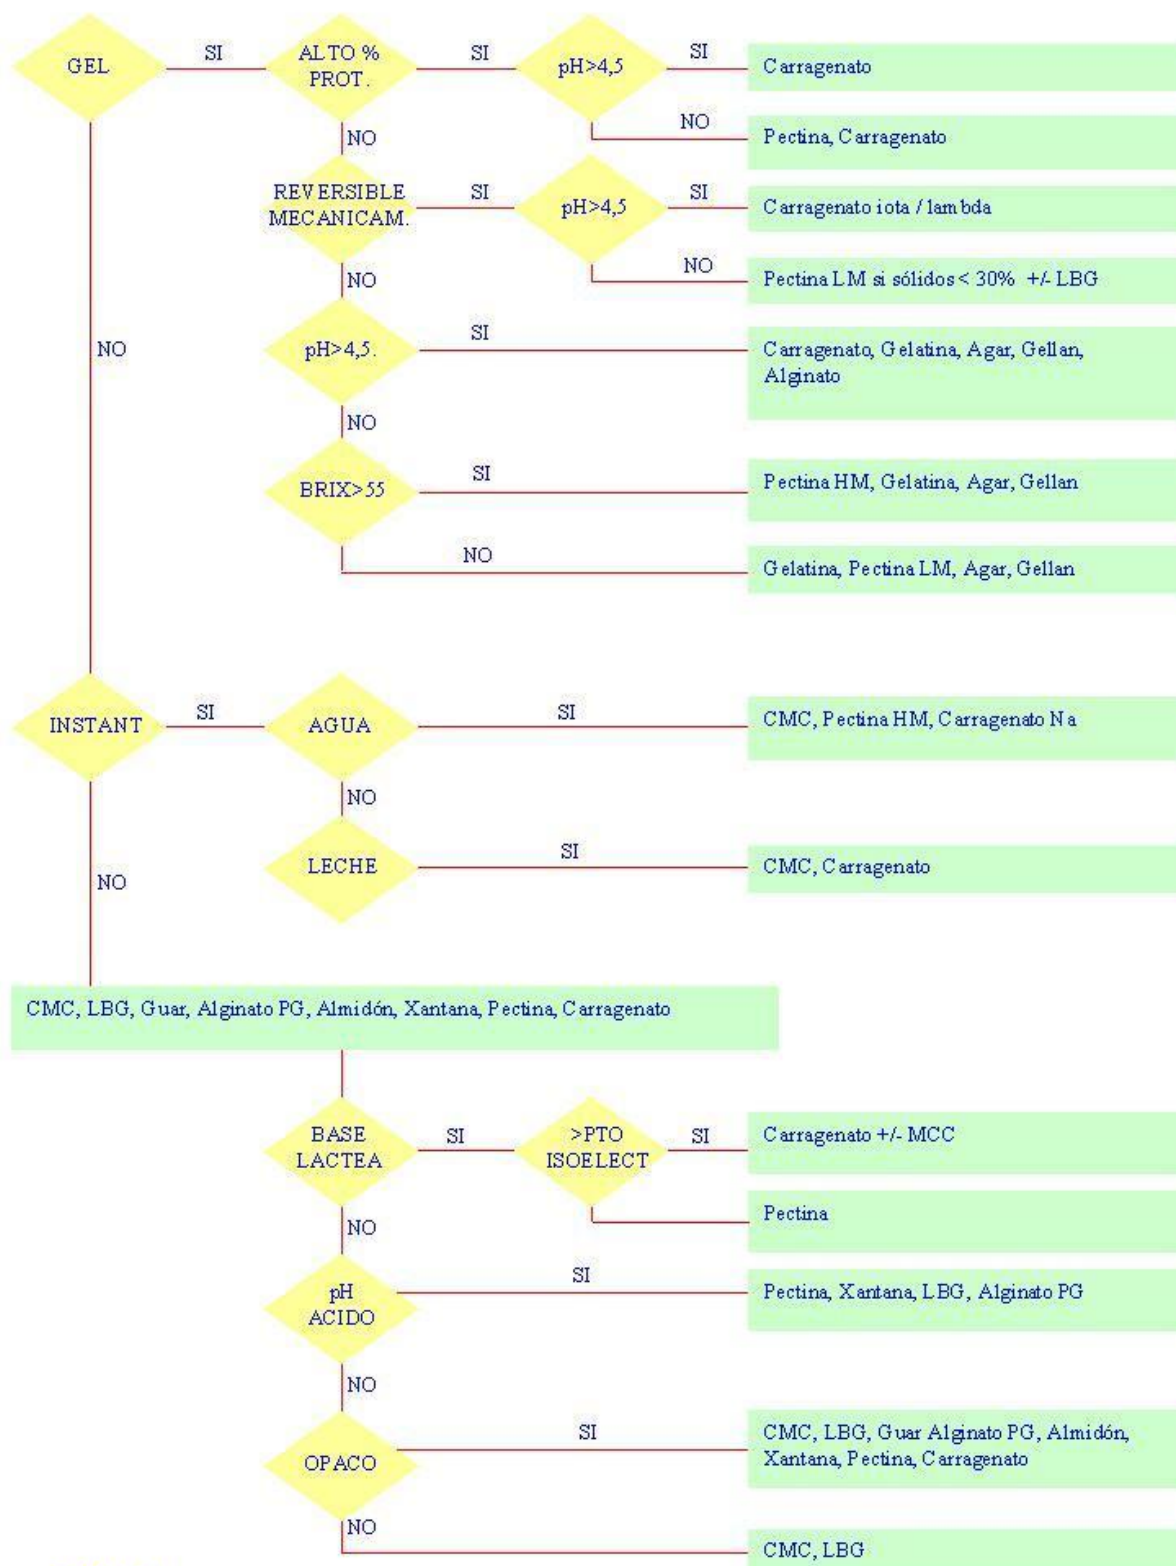 GEL
SI
ALTO %
PROT.
SI
pH>4,5
SI
Carragenato
NO
NO
Pectina, Carragenato
REVERSIBLE
MECANICAM.
SI
pH>4,5
SI
Carragenato iota / lambda
NO
NO
Pectina LM si sólidos < 30% +/- LBG
NO
pH>4,5.
SI
Carragenato, Gelatina, Agar, Gellan,
Alginato
NO
BRIX>55
SI
Pectina HM, Gelatina, Agar, Gellan
NO
Gelatina, Pectina LM, Agar, Gellan
INSTANT
SI
AGUA
SI
CMC, Pectina HM, Carragenato Na
NO
LECHE
SI
CMC, Carragenato
NO
CMC, LBG, Guar, Alginato PG, Almidón, Xantana, Pectina, Carragenato
BASE
LACTEA
SI
>PTO
ISOELECT
SI
Carragenato +/- MCC
Pectina
NO
pH
ACIDO
SI
Pectina, Xantana, LBG, Alginato PG
NO
OPACO
SI
CMC, LBG, Guar Alginato PG, Almidón,
Xantana, Pectina, Carragenato
NO
CMC, LBG